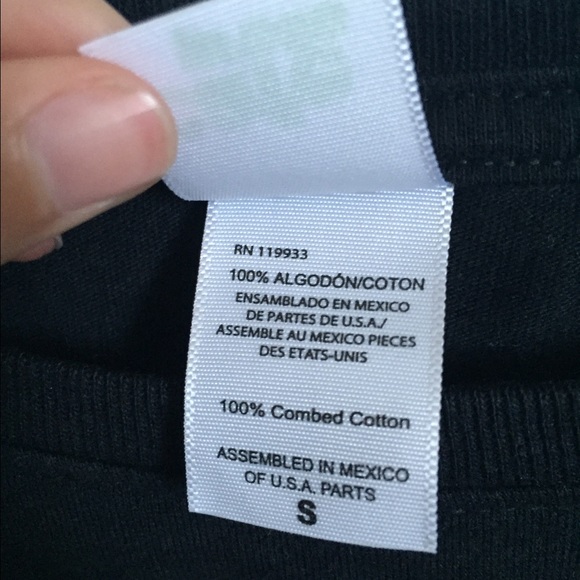 RN 119933
100% ALGODÓN/COTON
ENSAMBLADO EN MEXICO
DE PARTES DE U.S.A./
ASSEMBLE AU MEXICO PIECES
DES ETATS-UNIS
100% Combed Cotton
ASSEMBLED IN MEXICO
OF U.S.A. PARTS
S